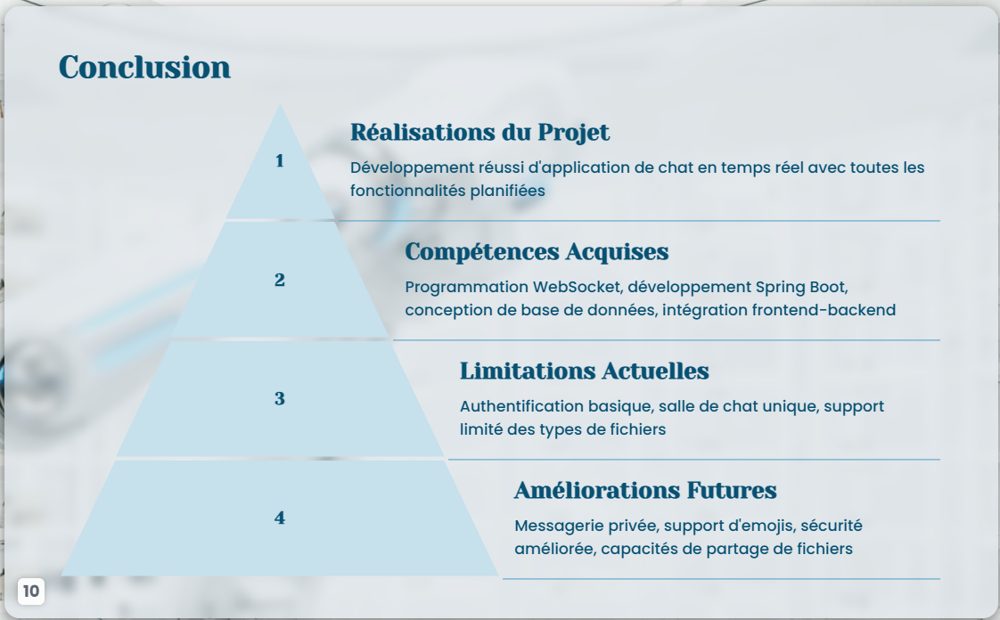 Conclusion
1
Réalisations du Projet
Développement réussi d'application de chat en temps réel avec toutes les
fonctionnalités planifiées
2
Compétences Acquises
Programmation WebSocket, développement Spring Boot,
conception de base de données, intégration frontend-backend
3
Limitations Actuelles
Authentification basique, salle de chat unique, support
limité des types de fichiers
4
Améliorations Futures
Messagerie privée, support d'emojis, sécurité
améliorée, capacités de partage de fichiers
10